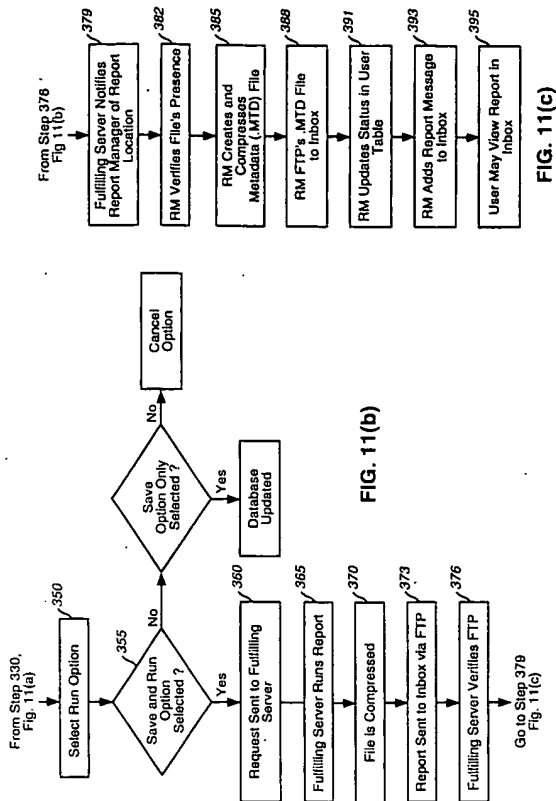 From Step 330,
Fig. 11(a)
350
Select Run Option
355
Save and Run
Option
Selected ?
No
Save
Option Only
Selected ?
No
Cancel
Option
Yes
Database
Updated
Yes
360
Request Sent to Fulfilling
Server
365
Fulfilling Server Runs Report
370
File is Compressed
373
Report Sent to Inbox via FTP
376
Fulfilling Server Verifies FTP
Go to Step 379
Fig. 11(c)
FIG. 11(b)
From Step 378
Fig 11(b)
379
Fulfilling Server Notifies
Report Manager of Report
Location
382
RM Verifies File's Presence
385
RM Creates and
Compresses
Metadata (.MTD) File
388
RM FTP's .MTD File
to Inbox
391
RM Updates Status in User
Table
393
RM Adds Report Message
to Inbox
395
User May View Report in
Inbox
FIG. 11(c)